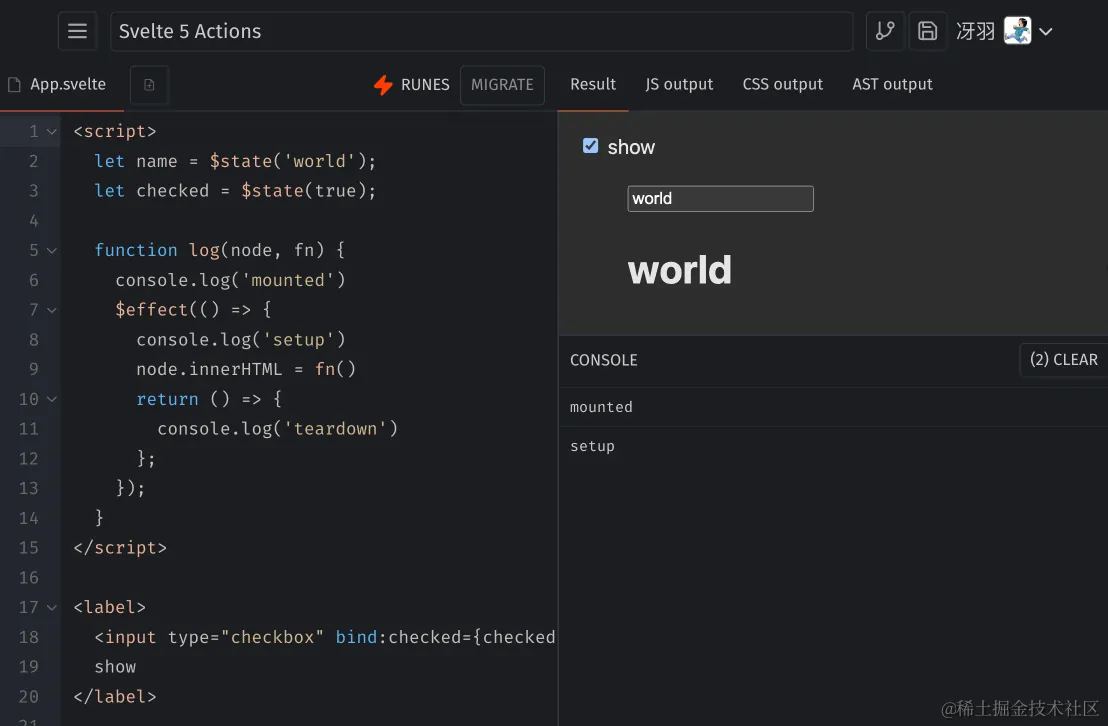 Svelte 5 Actions
冴羽
App.svelte
RUNES
MIGRATE
Result
JS output
CSS output
AST output
1 <script>
2 let name = $state('world');
3 let checked = $state(true);
4
5 function log(node, fn) {
6 console.log('mounted')
7 $effect(() => {
8 console.log('setup')
9 node.innerHTML = fn()
10 return () => {
11 console.log('teardown')
12 };
13 });
14 }
15 </script>
16
17 <label>
18 <input type="checkbox" bind:checked={checked
19 show
20 </label>
21
show
world
world
CONSOLE
(2) CLEAR
mounted
setup
@稀土掘金技术社区